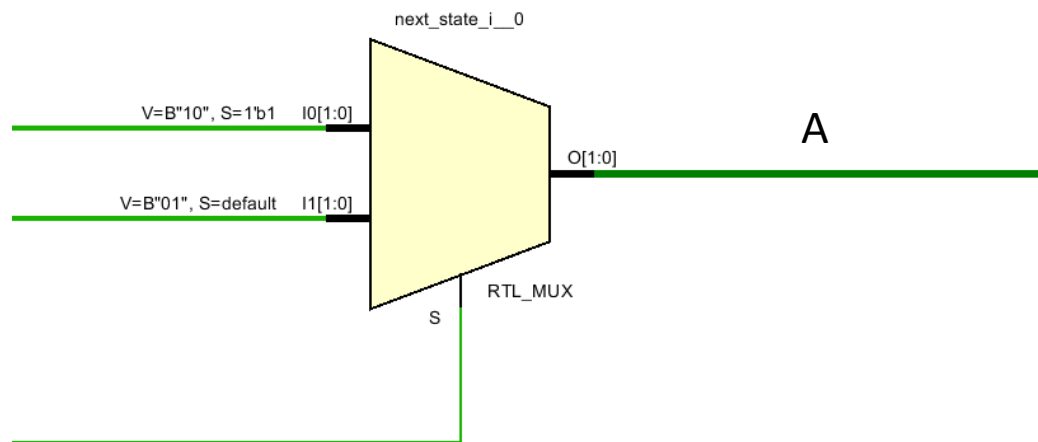 next_state_i__0
V=B"10", S=1'b1 I0[1:0]
A
O[1:0]
V=B"01", S=default I1[1:0]
RTL_MUX
S